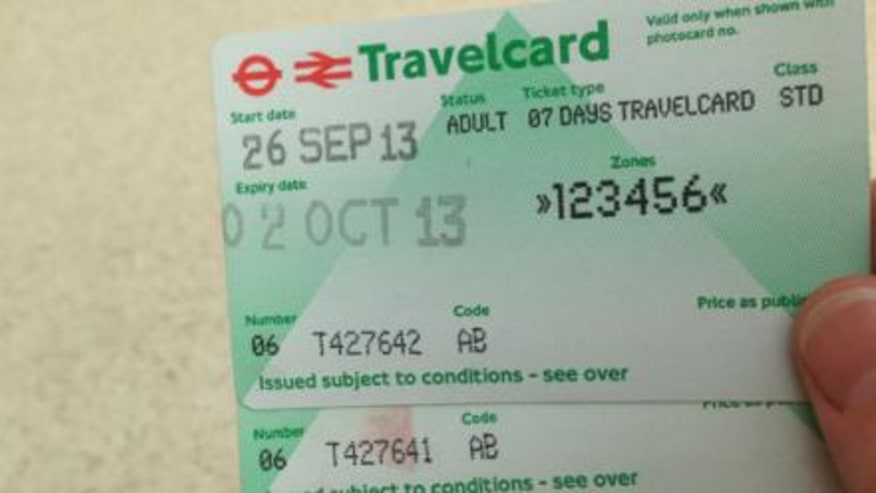 Travelcard
Valid only when shown with
photocard no.
Start date Status Ticket type Class
26 SEP 13 ADULT 07 DAYS TRAVELCARD STD
Expiry date Zones
02 OCT 13 »123456«
Number Code Price as
06 T427642 AB
Issued subject to conditions - see over
Number Code Price as
06 T427641 AB
subject to conditions - see over